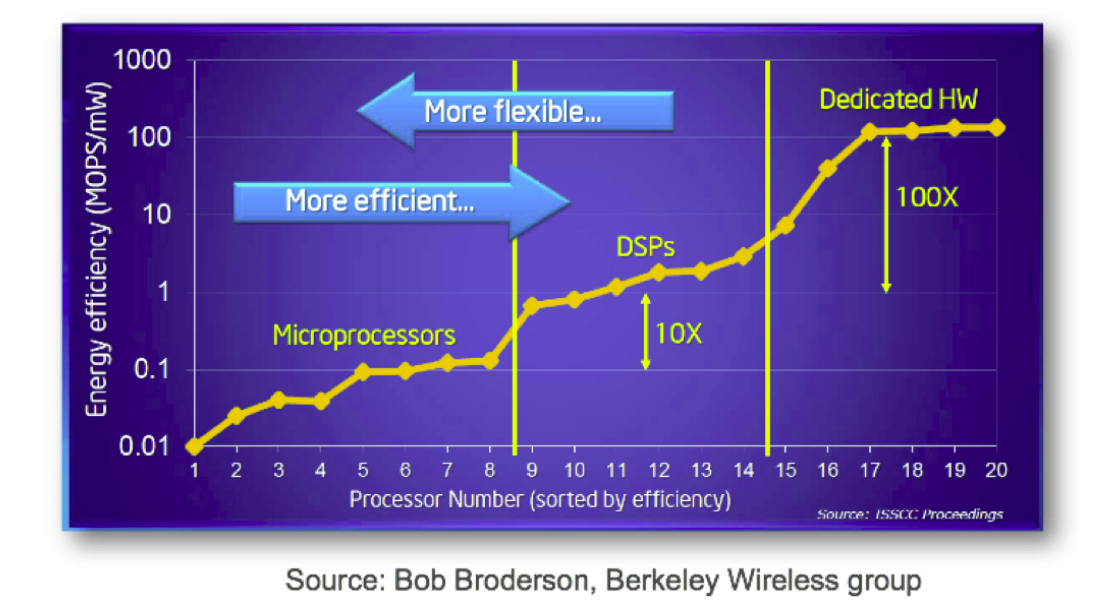 1000
100
10
1
0.1
0.01
Energy efficiency (MOPS/mW)
More flexible...
More efficient...
Microprocessors
DSPs
10X
Dedicated HW
100X
1 2 3 4 5 6 7 8 9 10 11 12 13 14 15 16 17 18 19 20
Processor Number (sorted by efficiency)
Source: ISSCC Proceedings
Source: Bob Broderson, Berkeley Wireless group